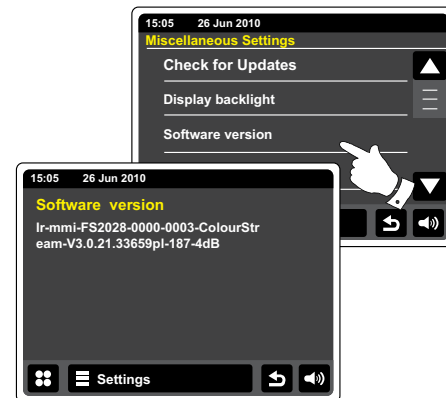 15:05 26 Jun 2010
Miscellaneous Settings
Check for Updates
Display backlight
Software version
15:05 26 Jun 2010
Software version
Ir-mmi-FS2028-0000-0003-ColourStr
eam-V3.0.21.33659pl-187-4dB
Settings